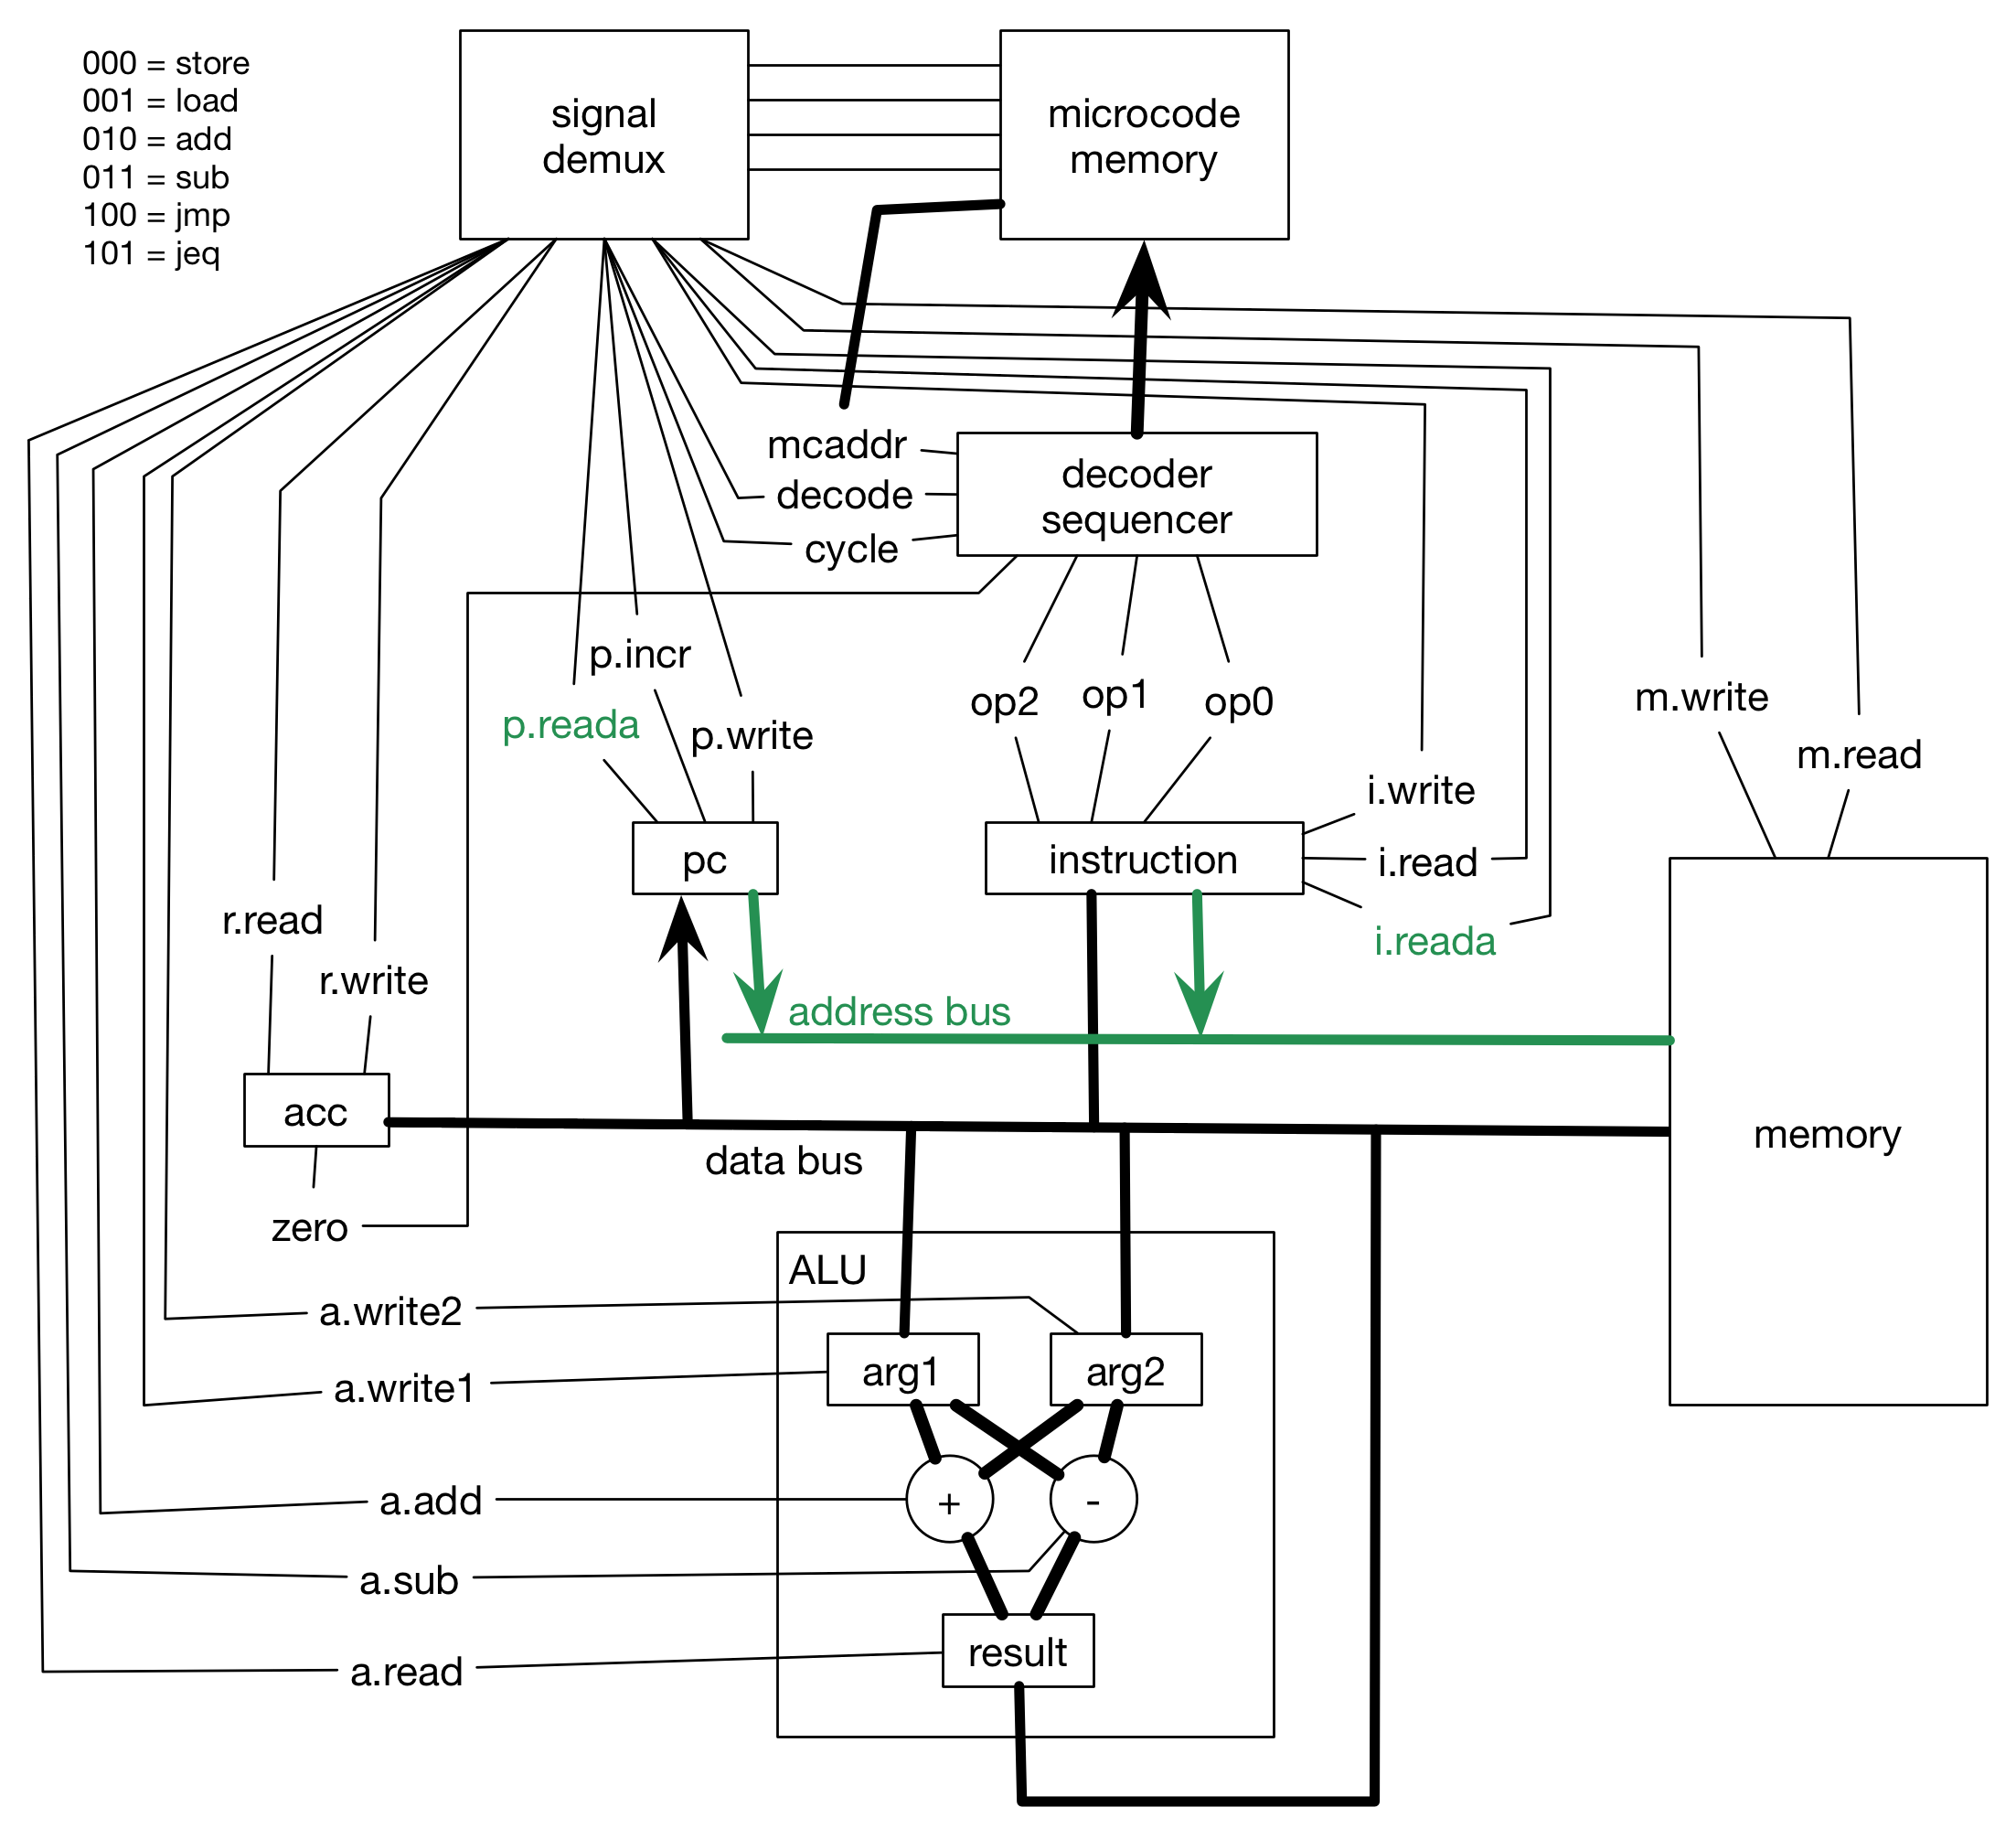 000 = store
001 = load
010 = add
011 = sub
100 = jmp
101 = jeq
signal
demux
microcode
memory
mcaddr
decode
cycle
decoder
sequencer
p.incr
p.reada
p.write
op2
op1
op0
m.write
m.read
i.write
i.read
i.reada
pc
instruction
r.read
r.write
address bus
acc
data bus
memory
zero
ALU
a.write2
arg1
arg2
a.write1
a.add
+
-
a.sub
result
a.read